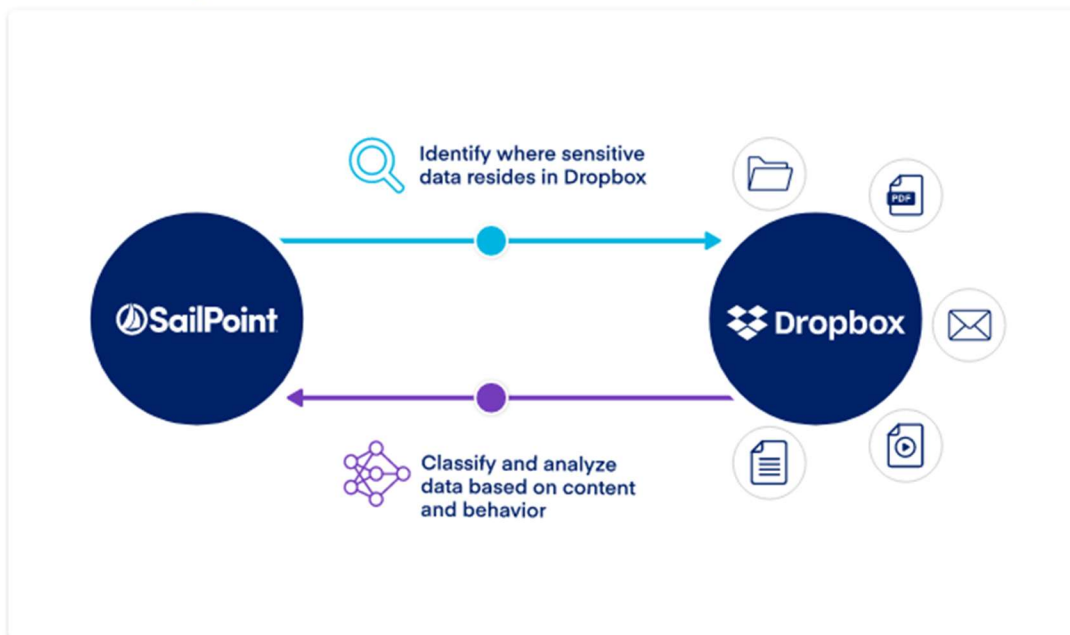 Identify where sensitive
data resides in Dropbox
PDF
SailPoint
Dropbox
Classify and analyze
data based on content
and behavior